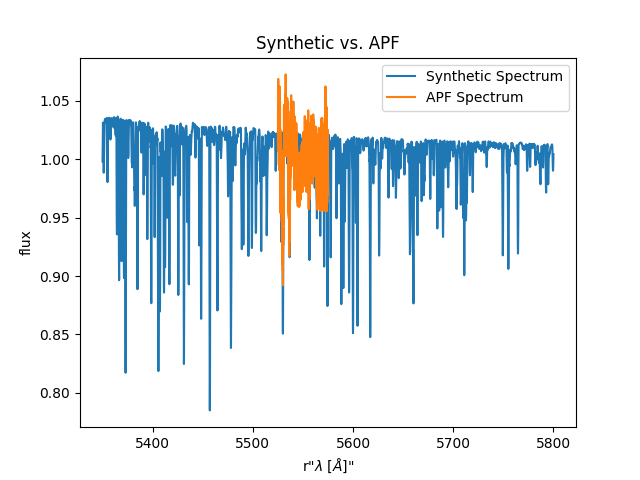 Synthetic vs. APF
Synthetic Spectrum
APF Spectrum
1.05
1.00
0.95
0.90
0.85
0.80
flux
5400 5500 5600 5700 5800
r"λ [Å]"